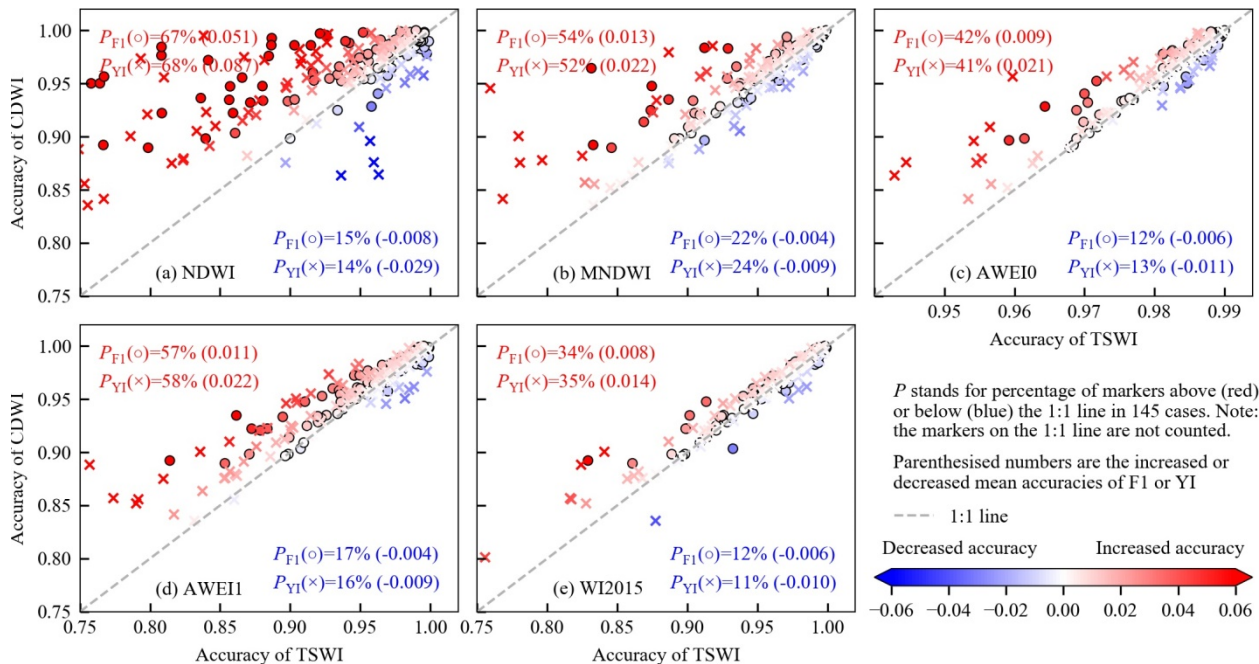 P_F1(○)=67% (0.051)
P_YI(×)=68% (0.087)
P_F1(○)=15% (-0.008)
P_YI(×)=14% (-0.029)
(a) NDWI
1.00
0.95
0.90
0.85
0.80
0.75
Accuracy of CDWI
P_F1(○)=54% (0.013)
P_YI(×)=52% (0.022)
P_F1(○)=22% (-0.004)
P_YI(×)=24% (-0.009)
(b) MNDWI
P_F1(○)=42% (0.009)
P_YI(×)=41% (0.021)
P_F1(○)=12% (-0.006)
P_YI(×)=13% (-0.011)
(c) AWEI0
0.95 0.96 0.97 0.98 0.99
Accuracy of TSWI
P_F1(○)=57% (0.011)
P_YI(×)=58% (0.022)
P_F1(○)=17% (-0.004)
P_YI(×)=16% (-0.009)
(d) AWEI1
1.00
0.95
0.90
0.85
0.80
0.75
Accuracy of CDWI
0.75 0.80 0.85 0.90 0.95 1.00
Accuracy of TSWI
P_F1(○)=34% (0.008)
P_YI(×)=35% (0.014)
P_F1(○)=12% (-0.006)
P_YI(×)=11% (-0.010)
(e) WI2015
0.75 0.80 0.85 0.90 0.95 1.00
Accuracy of TSWI
P stands for percentage of markers above (red)
or below (blue) the 1:1 line in 145 cases. Note:
the markers on the 1:1 line are not counted.
Parenthesised numbers are the increased or
decreased mean accuracies of F1 or YI
1:1 line
Decreased accuracy Increased accuracy
−0.06 −0.04 −0.02 0.00 0.02 0.04 0.06